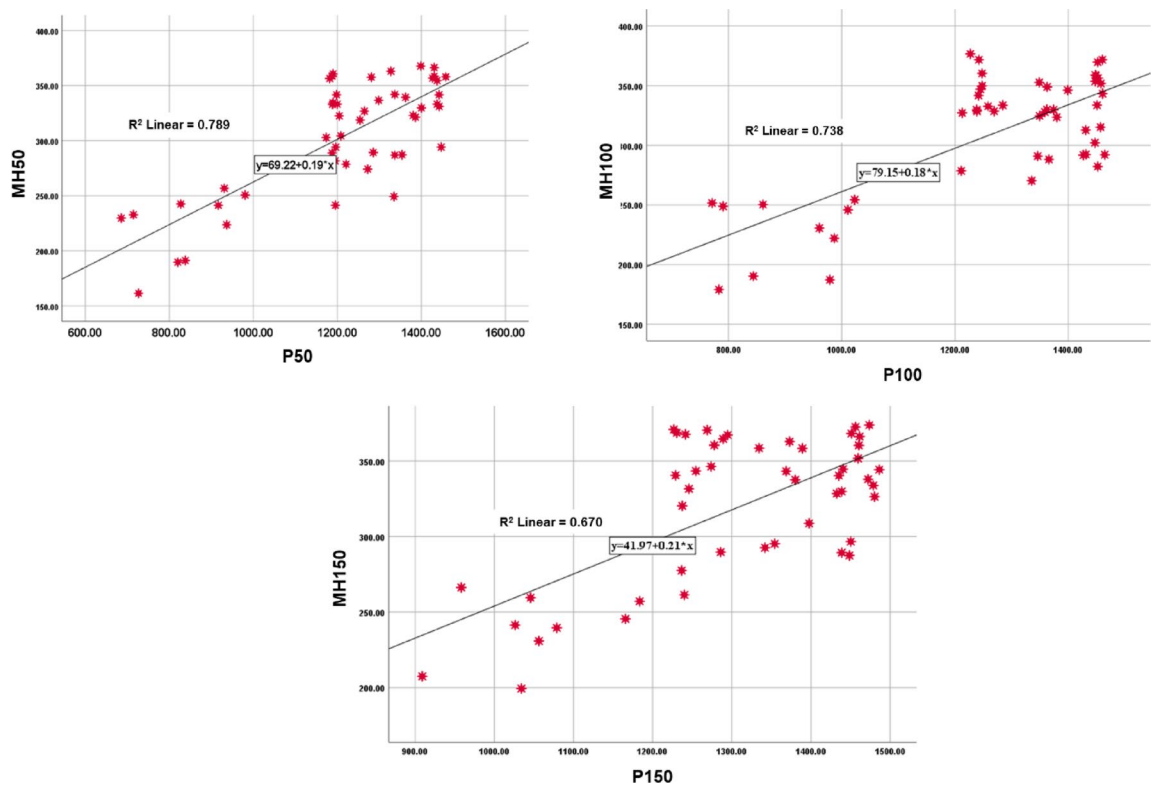 400.00
350.00
300.00
250.00
200.00
150.00
MH50
R² Linear = 0.789
y=69.22+0.19*x
600.00 800.00 1000.00 1200.00 1400.00 1600.00
P50
400.00
350.00
300.00
250.00
200.00
150.00
MH100
R² Linear = 0.738
y=79.15+0.18*x
800.00 1000.00 1200.00 1400.00
P100
350.00
300.00
250.00
200.00
MH150
R² Linear = 0.670
y=41.97+0.21*x
900.00 1000.00 1100.00 1200.00 1300.00 1400.00 1500.00
P150